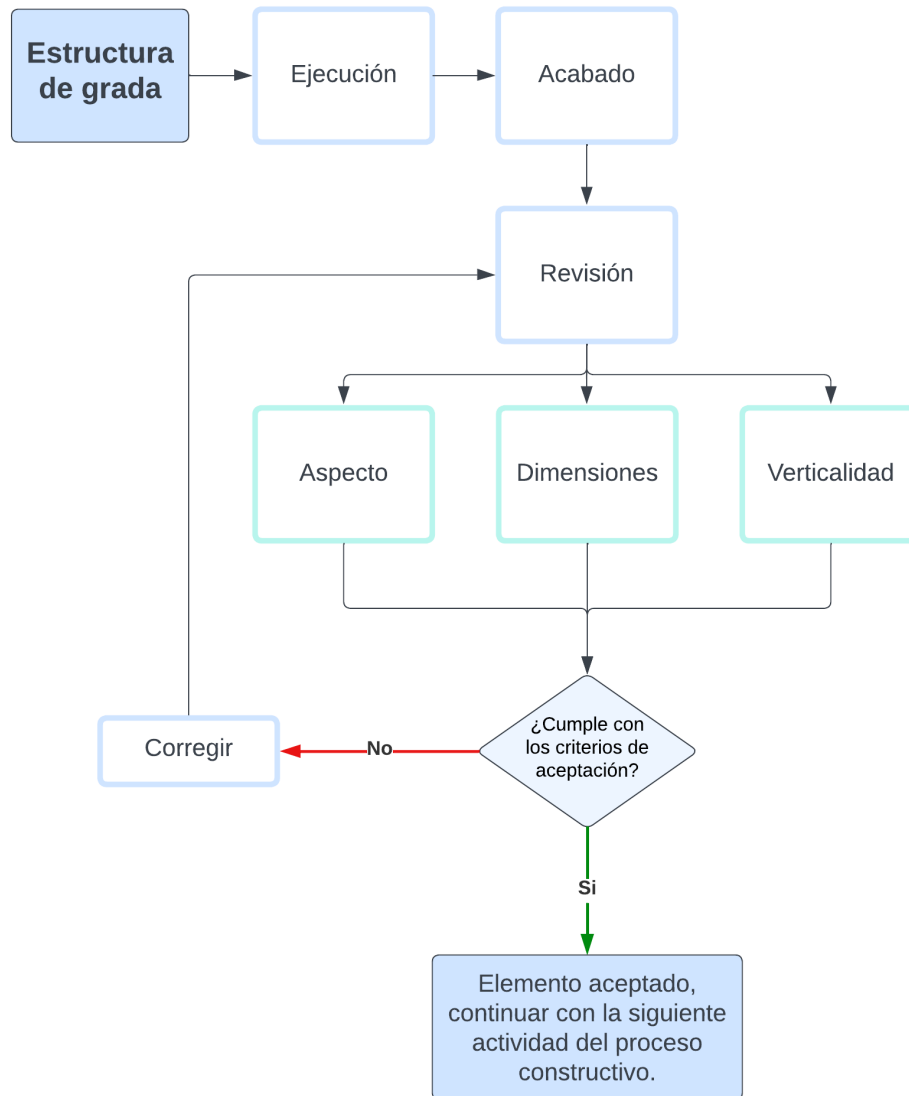 Estructura
de grada
Ejecución
Acabado
Revisión
Aspecto
Dimensiones
Verticalidad
¿Cumple con
los criterios de
aceptación?
No
Corregir
Si
Elemento aceptado,
continuar con la siguiente
actividad del proceso
constructivo.